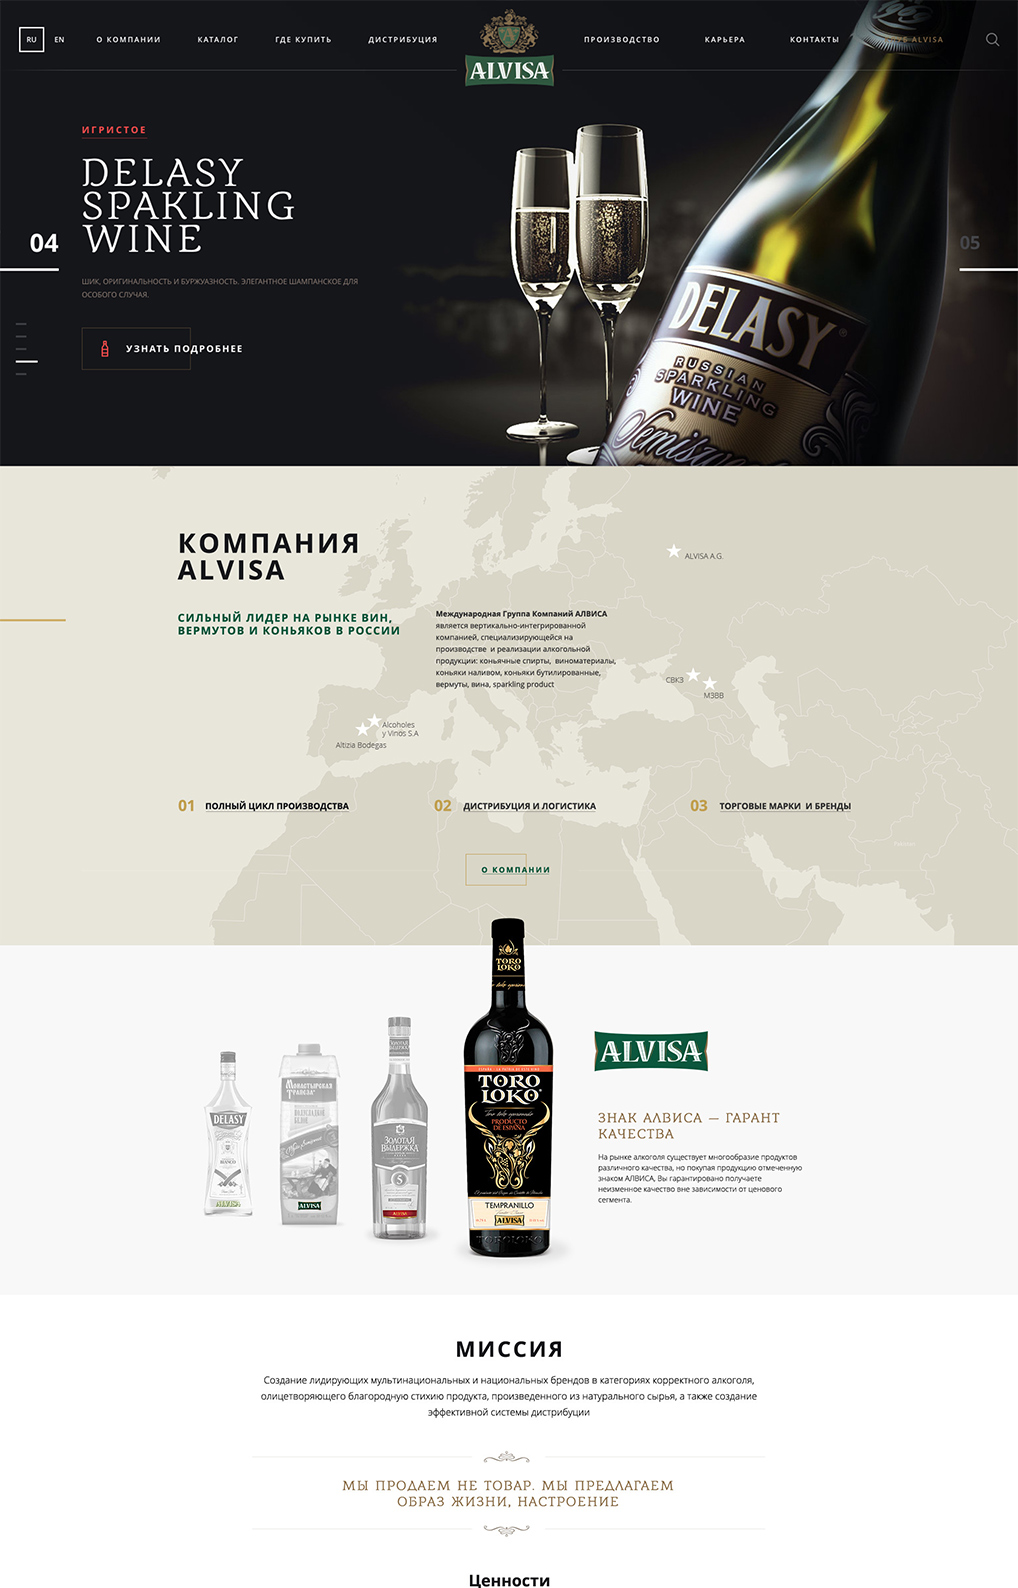 RU EN О КОМПАНИИ КАТАЛОГ ГДЕ КУПИТЬ ДИСТРИБУЦИЯ ALVISA ПРОИЗВОДСТВО КАРЬЕРА КОНТАКТЫ ALVISA
ИГРИСТОЕ
DELASY
SPAKLING
WINE
04
05
ШИК, ОРИГИНАЛЬНОСТЬ И БУРЖУАЗНОСТЬ. ЭЛЕГАНТНОЕ ШАМПАНСКОЕ ДЛЯ
ОСОБОГО СЛУЧАЯ.
УЗНАТЬ ПОДРОБНЕЕ
DELASY®
RUSSIAN
SPARKLING
WINE
КОМПАНИЯ
ALVISA
ALVISA A.G.
СИЛЬНЫЙ ЛИДЕР НА РЫНКЕ ВИН,
ВЕРМУТОВ И КОНЬЯКОВ В РОССИИ
Международная Группа Компаний АЛВИСА
является вертикально-интегрированной
компанией, специализирующейся на
производстве и реализации алкогольной
продукции: коньячные спирты, виноматериалы,
коньяки наливом, коньяки бутилированные,
вермуты, вина, sparkling product
СВКЗ
МЗВВ
Alcoholes
y Vinos S.A
Altizia Bodegas
01 ПОЛНЫЙ ЦИКЛ ПРОИЗВОДСТВА
02 ДИСТРИБУЦИЯ И ЛОГИСТИКА
03 ТОРГОВЫЕ МАРКИ И БРЕНДЫ
О КОМПАНИИ
DELASY
BIANCO
ALVISA
Монастырская
Трапеза
ALVISA
ЗОЛОТАЯ
ВЫДЕРЖКА
5
ALVISA
TORO
LOKO
TORO
LOKO®
PRODUCTO
DE ESPAÑA
TEMPRANILLO
ALVISA
TOROLOKO
ALVISA
ЗНАК АЛВИСА — ГАРАНТ
КАЧЕСТВА
На рынке алкоголя существует многообразие продуктов
различного качества, но покупая продукцию отмеченную
знаком АЛВИСА, Вы гарантировано получаете
неизменное качество вне зависимости от ценового
сегмента.
МИССИЯ
Создание лидирующих мультинациональных и национальных брендов в категориях корректного алкоголя,
олицетворяющего благородную стихию продукта, произведенного из натурального сырья, а также создание
эффективной системы дистрибуции
МЫ ПРОДАЕМ НЕ ТОВАР. МЫ ПРЕДЛАГАЕМ
ОБРАЗ ЖИЗНИ, НАСТРОЕНИЕ
Ценности